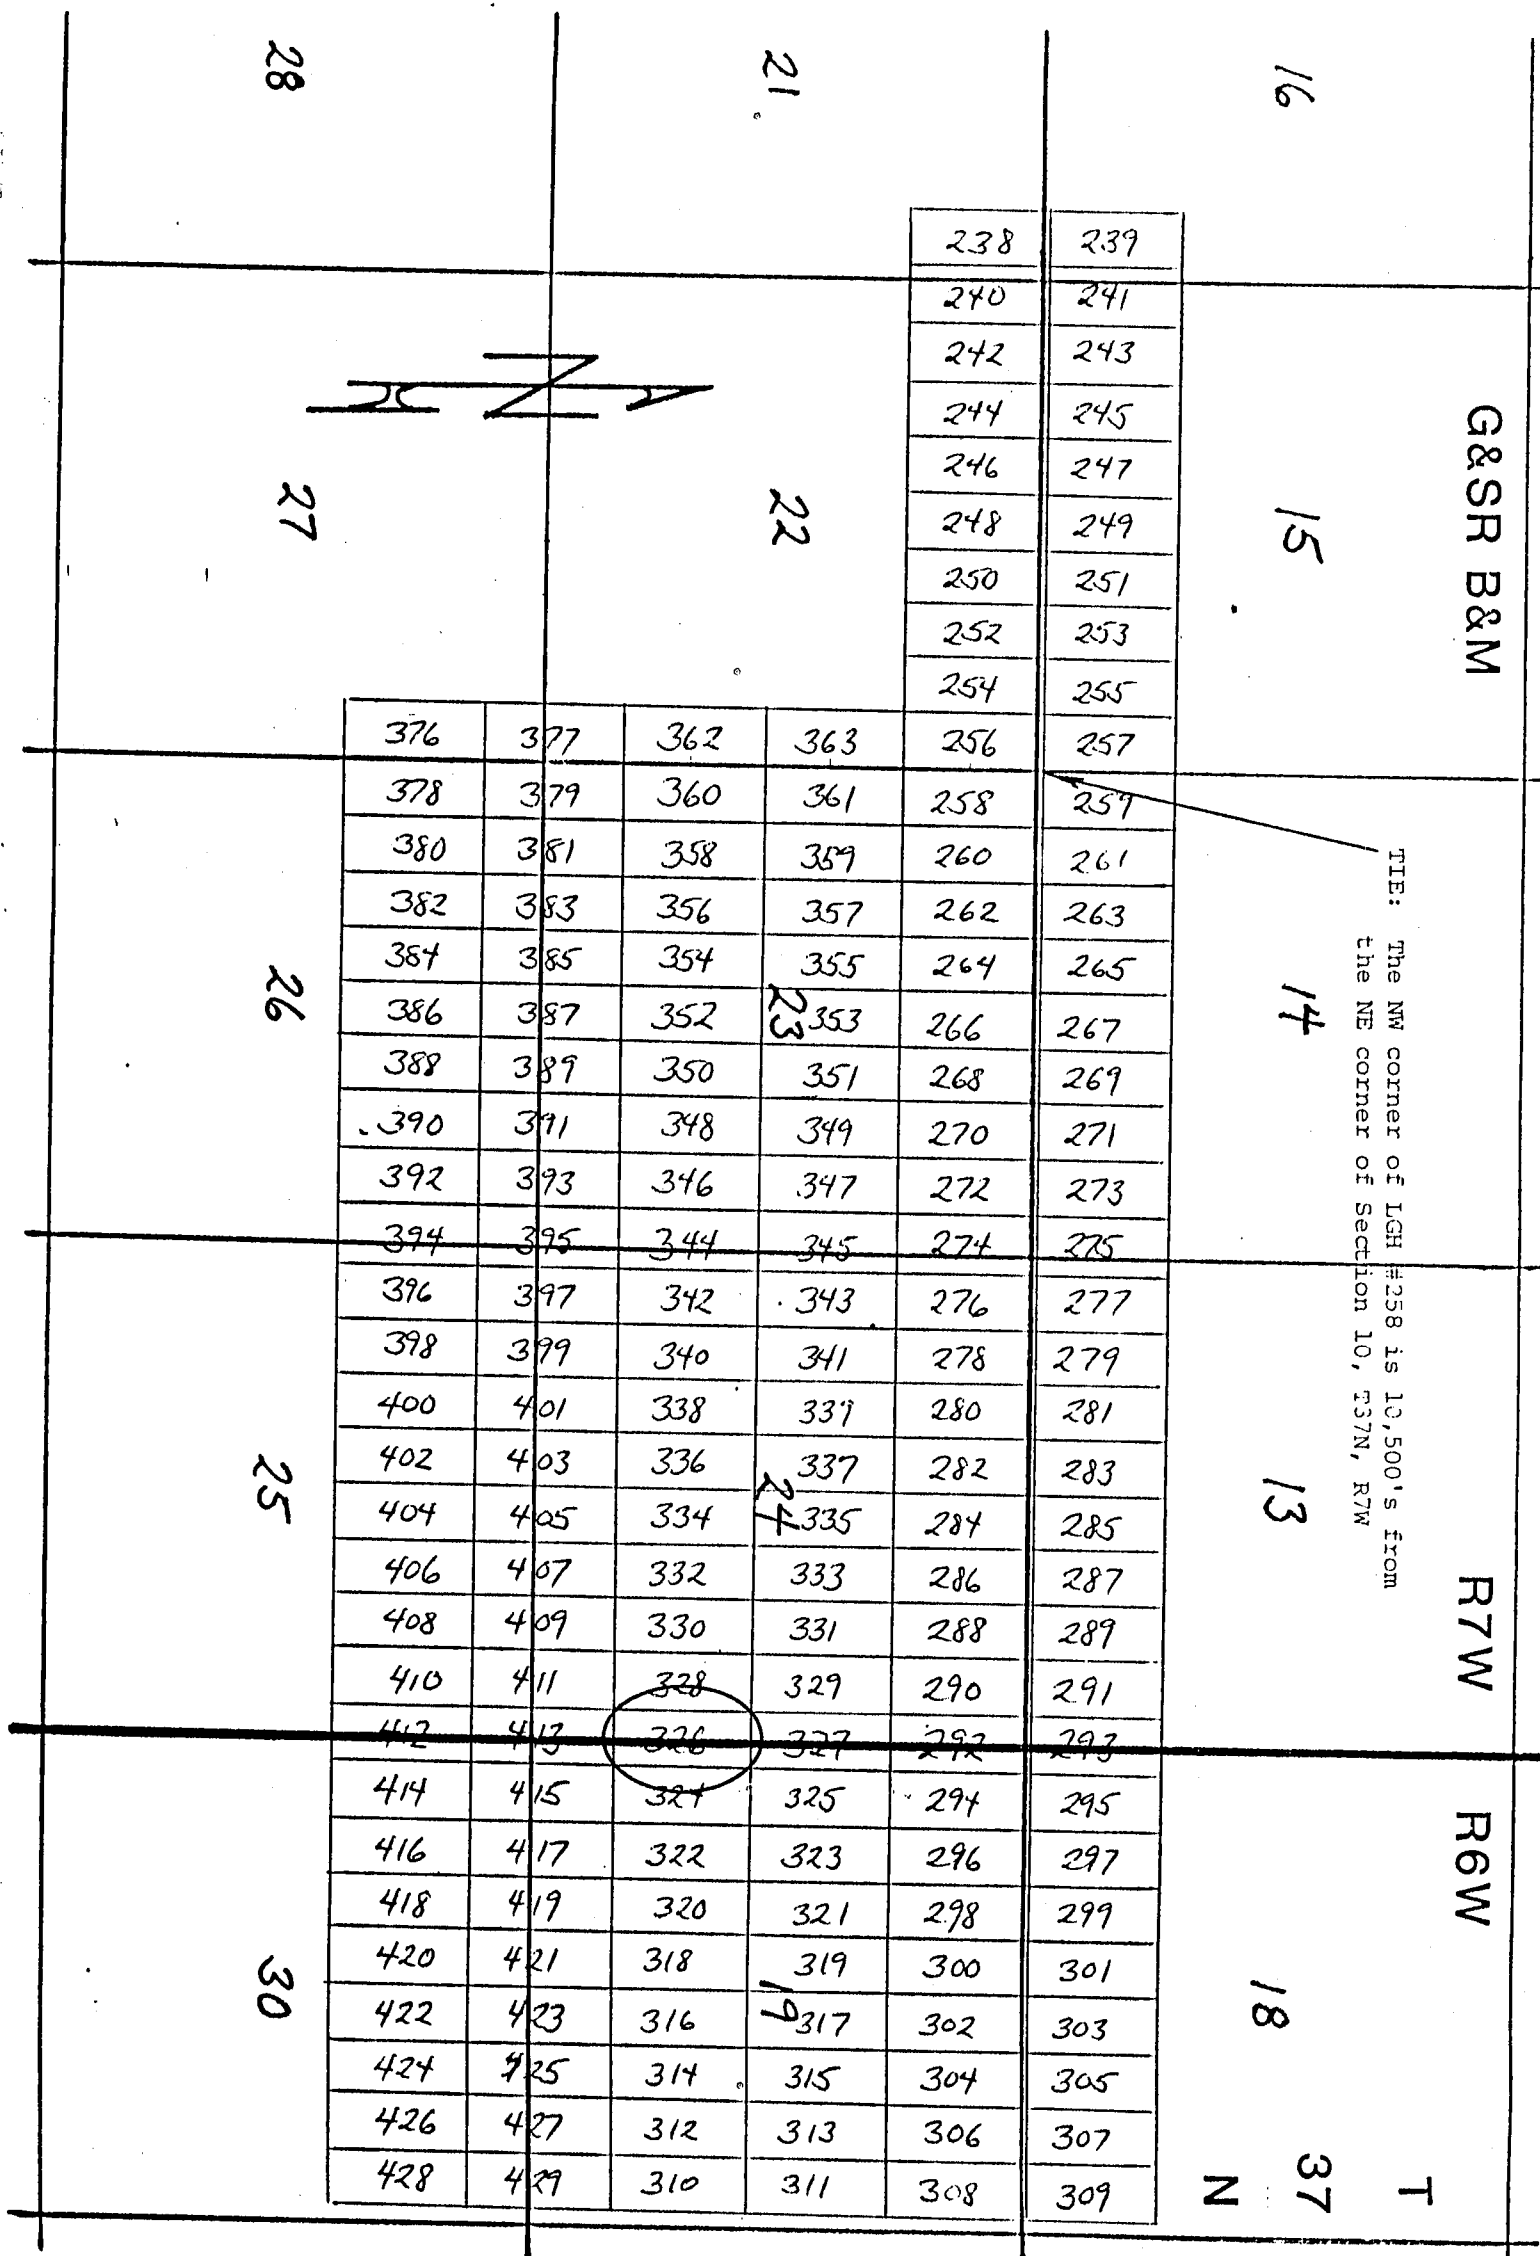 G&SR B&M
R7W
R6W
T
37
N
TIE: The NW corner of LGH #258 is 10,500's from
the NE corner of Section 10, T37N, R7W
16
15
14
13
18
21
22
23
24
19
28
27
26
25
30
238 239
240 241
242 243
244 245
246 247
248 249
250 251
252 253
254 255
376 377 362 363 256 257
378 379 360 361 258 259
380 381 358 359 260 261
382 383 356 357 262 263
384 385 354 355 264 265
386 387 352 353 266 267
388 389 350 351 268 269
390 391 348 349 270 271
392 393 346 347 272 273
394 395 344 345 274 275
396 397 342 343 276 277
398 399 340 341 278 279
400 401 338 339 280 281
402 403 336 337 282 283
404 405 334 335 284 285
406 407 332 333 286 287
408 409 330 331 288 289
410 411 328 329 290 291
412 413 326 327 292 293
414 415 324 325 294 295
416 417 322 323 296 297
418 419 320 321 298 299
420 421 318 319 300 301
422 423 316 317 302 303
424 425 314 315 304 305
426 427 312 313 306 307
428 429 310 311 308 309
N